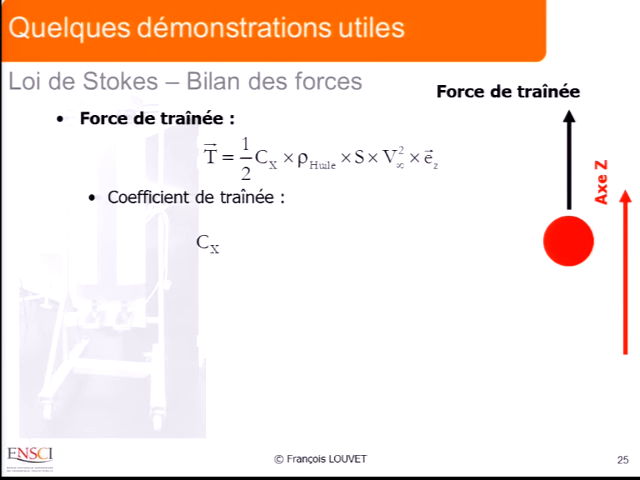 Quelques démonstrations utiles
Loi de Stokes – Bilan des forces
Force de traînée
• Force de traînée :
T⃗ = 1/2 C_X × ρ_Huile × S × V_∞² × e⃗_z
• Coefficient de traînée :
C_X
Axe Z
ENSCI
© François LOUVET
25